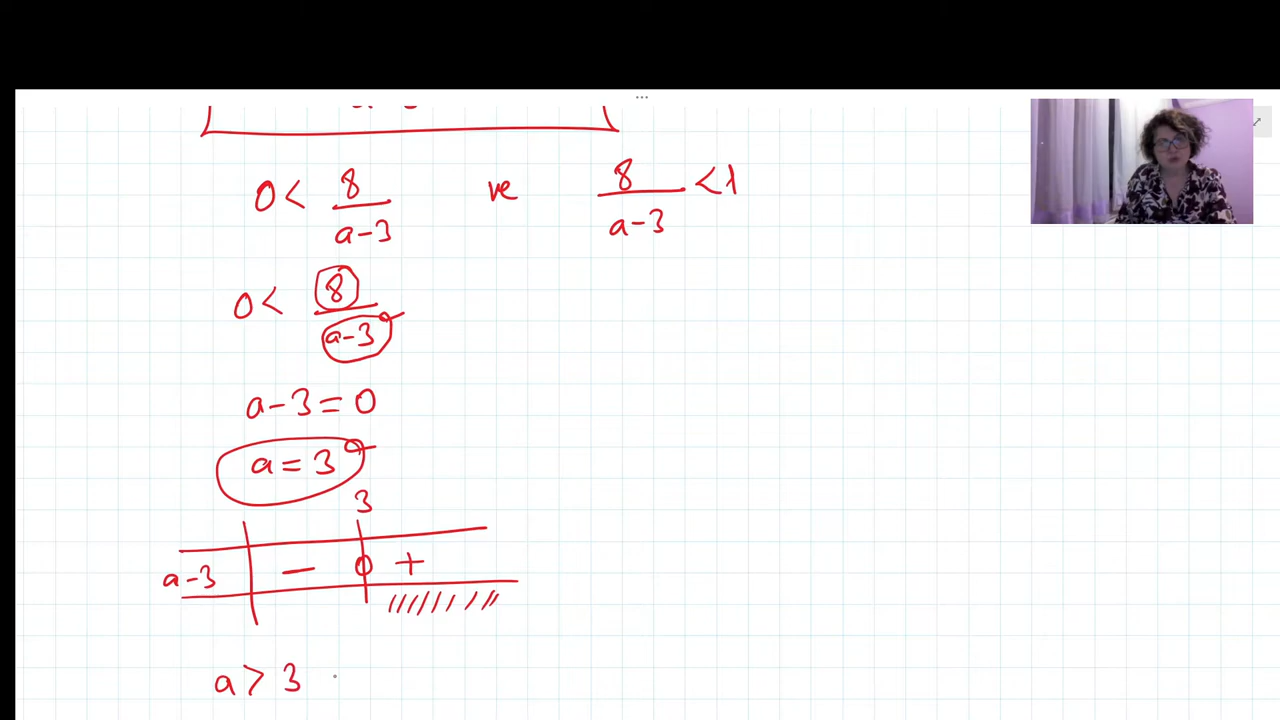 0 < 8/(a-3) ve 8/(a-3) < 1
0 < 8/(a-3)
a-3 = 0
a = 3
3
a-3 − 0 +
a > 3